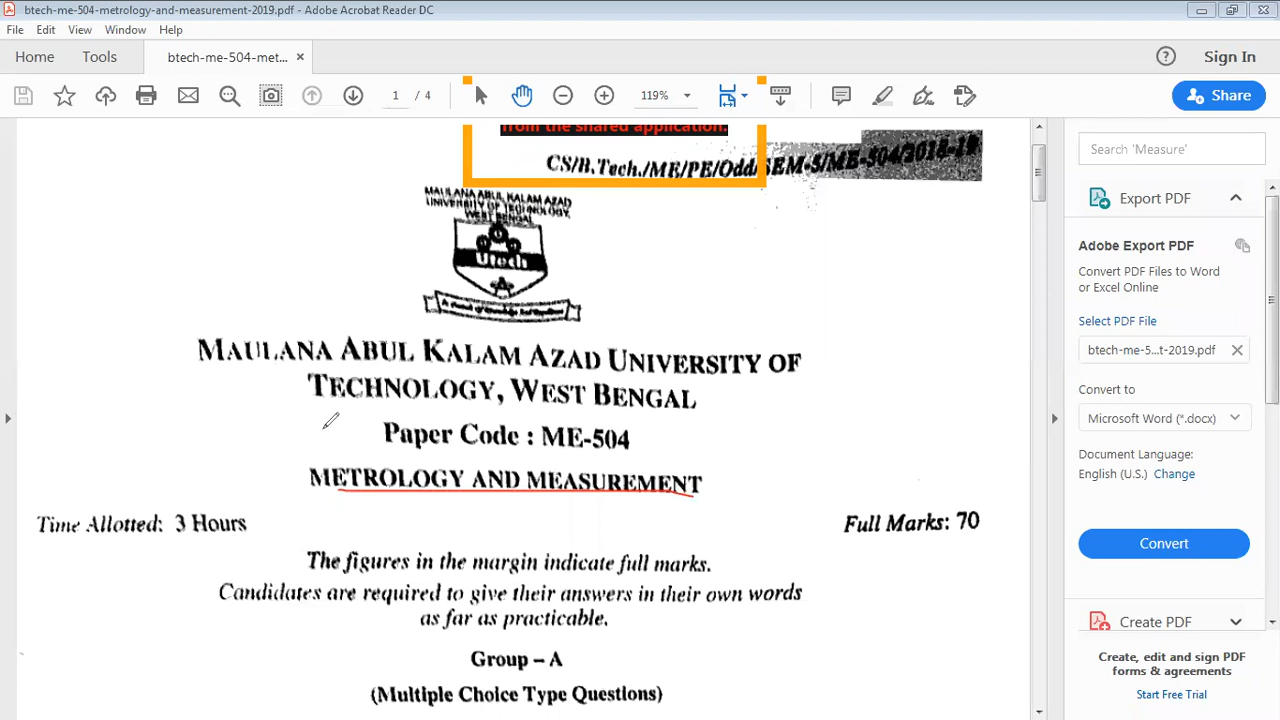 btech-me-504-metrology-and-measurement-2019.pdf - Adobe Acrobat Reader DC
File Edit View Window Help
Home Tools btech-me-504-met... × Sign In
1 / 4 119% Share
from the shared application.
CS/B.Tech./ME/PE/Odd/SEM-5/ME-504/2018-19
MAULANA ABUL KALAM AZAD
UNIVERSITY OF TECHNOLOGY,
WEST BENGAL
Utech
MAULANA ABUL KALAM AZAD UNIVERSITY OF
TECHNOLOGY, WEST BENGAL
Paper Code : ME-504
METROLOGY AND MEASUREMENT
Time Allotted: 3 Hours Full Marks: 70
The figures in the margin indicate full marks.
Candidates are required to give their answers in their own words
as far as practicable.
Group – A
(Multiple Choice Type Questions)
Search 'Measure'
Export PDF
Adobe Export PDF
Convert PDF Files to Word
or Excel Online
Select PDF File
btech-me-5...t-2019.pdf
Convert to
Microsoft Word (*.docx)
Document Language:
English (U.S.) Change
Convert
Create PDF
Create, edit and sign PDF
forms & agreements
Start Free Trial